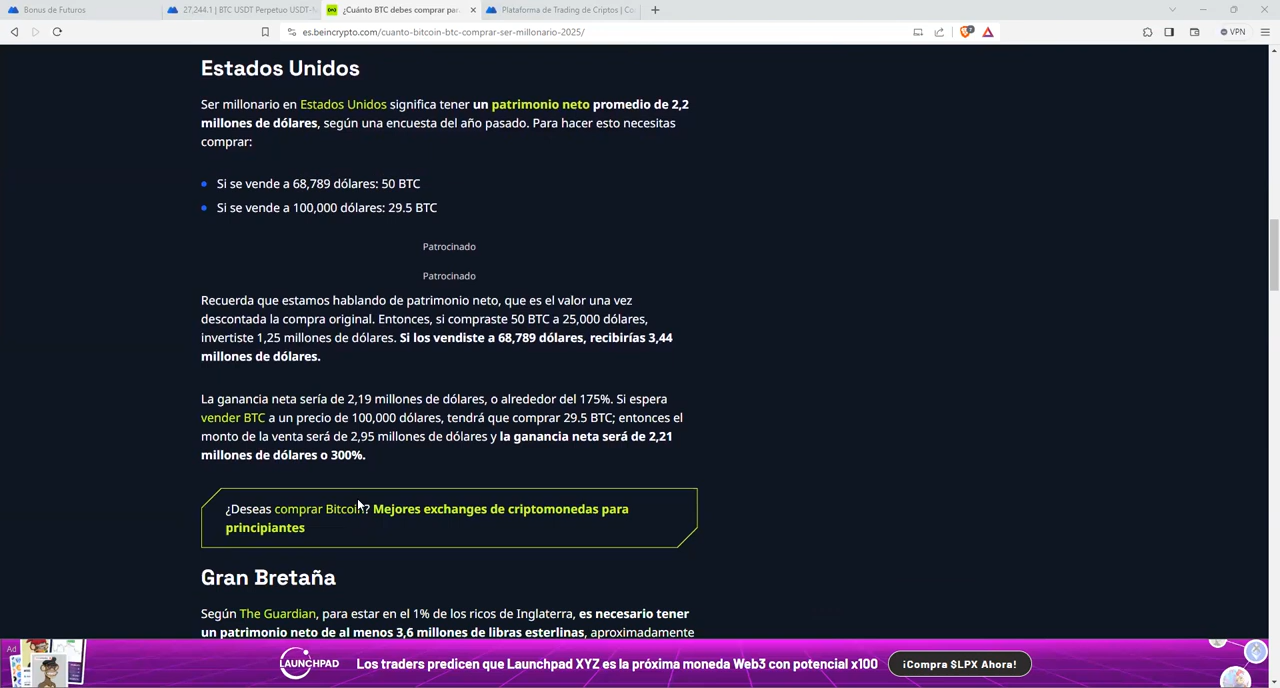 Bonus de Futuros
27,244.1 | BTC USDT Perpetuo USDT-M
¿Cuánto BTC debes comprar par
Plataforma de Trading de Criptos | Co
es.beincrypto.com/cuanto-bitcoin-btc-comprar-ser-millonario-2025/
VPN
Estados Unidos
Ser millonario en Estados Unidos significa tener un patrimonio neto promedio de 2,2
millones de dólares, según una encuesta del año pasado. Para hacer esto necesitas
comprar:
Si se vende a 68,789 dólares: 50 BTC
Si se vende a 100,000 dólares: 29.5 BTC
Patrocinado
Patrocinado
Recuerda que estamos hablando de patrimonio neto, que es el valor una vez
descontada la compra original. Entonces, si compraste 50 BTC a 25,000 dólares,
invertiste 1,25 millones de dólares. Si los vendiste a 68,789 dólares, recibirías 3,44
millones de dólares.
La ganancia neta sería de 2,19 millones de dólares, o alrededor del 175%. Si espera
vender BTC a un precio de 100,000 dólares, tendrá que comprar 29.5 BTC; entonces el
monto de la venta será de 2,95 millones de dólares y la ganancia neta será de 2,21
millones de dólares o 300%.
¿Deseas comprar Bitcoin? Mejores exchanges de criptomonedas para
principiantes
Gran Bretaña
Según The Guardian, para estar en el 1% de los ricos de Inglaterra, es necesario tener
un patrimonio neto de al menos 3,6 millones de libras esterlinas, aproximadamente
Ad
LAUNCHPAD
Los traders predicen que Launchpad XYZ es la próxima moneda Web3 con potencial x100
¡Compra $LPX Ahora!